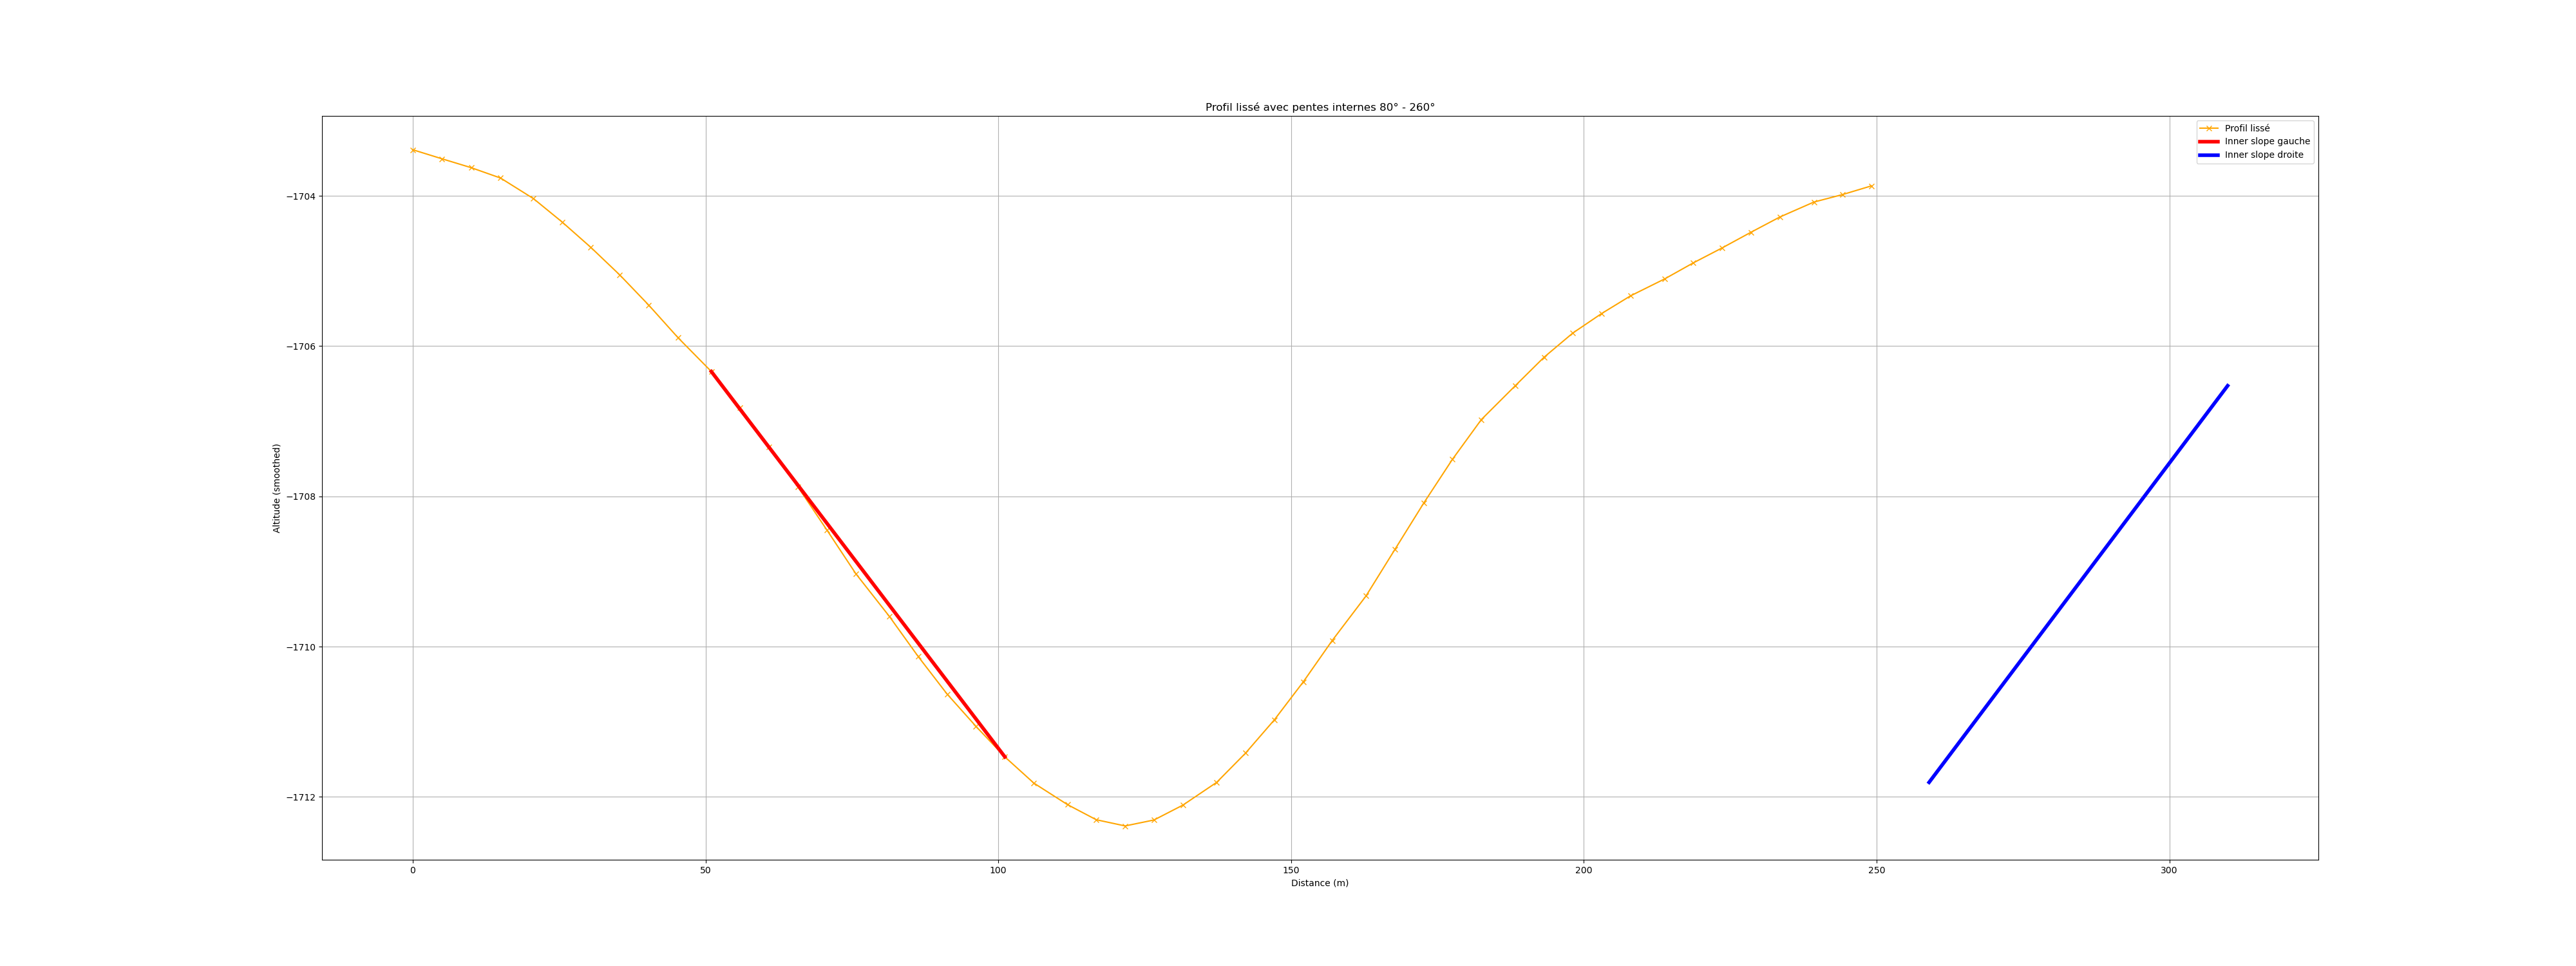 Profil lissé avec pentes internes 80° - 260°
Profil lissé
Inner slope gauche
Inner slope droite
−1704
−1706
−1708
−1710
−1712
Altitude (smoothed)
0
50
100
150
200
250
300
Distance (m)